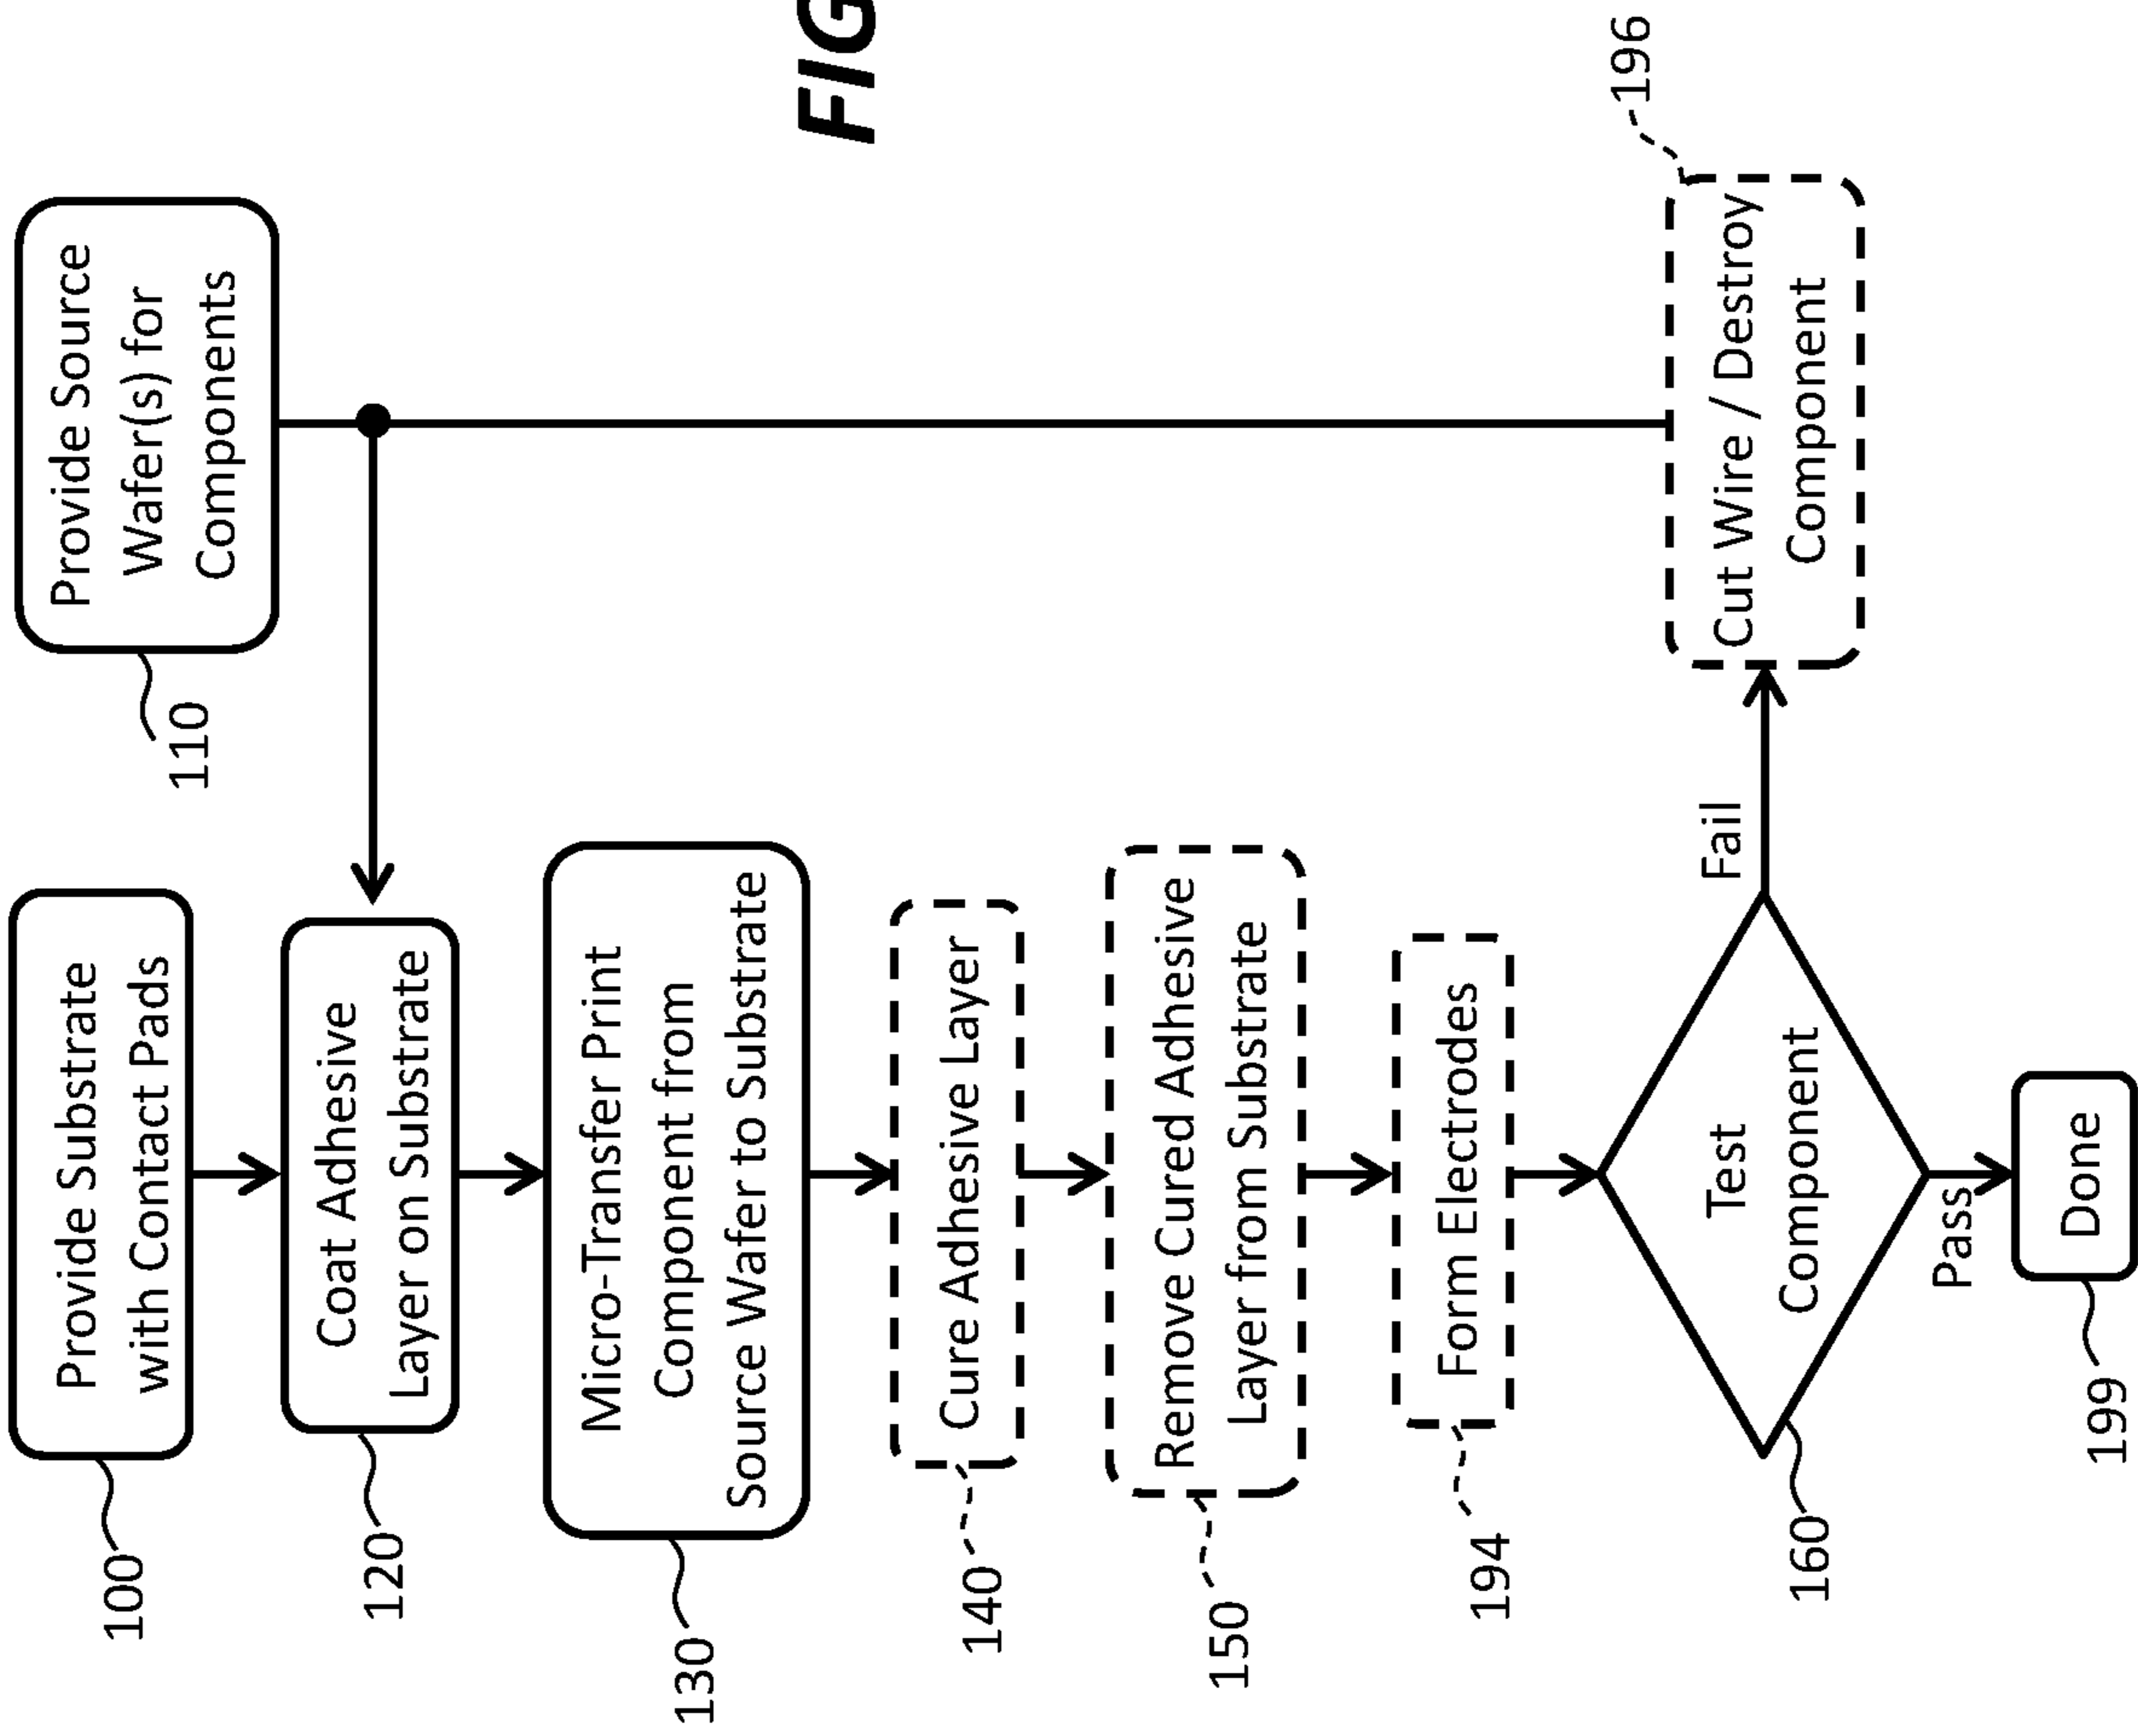 100
Provide Substrate
with Contact Pads
110
Provide Source
Wafer(s) for
Components
120
Coat Adhesive
Layer on Substrate
130
Micro-Transfer Print
Component from
Source Wafer to Substrate
140
Cure Adhesive Layer
150
Remove Cured Adhesive
Layer from Substrate
194
Form Electrodes
160
Test
Component
Fail
Cut Wire / Destroy
Component
196
Pass
199
Done
FIG